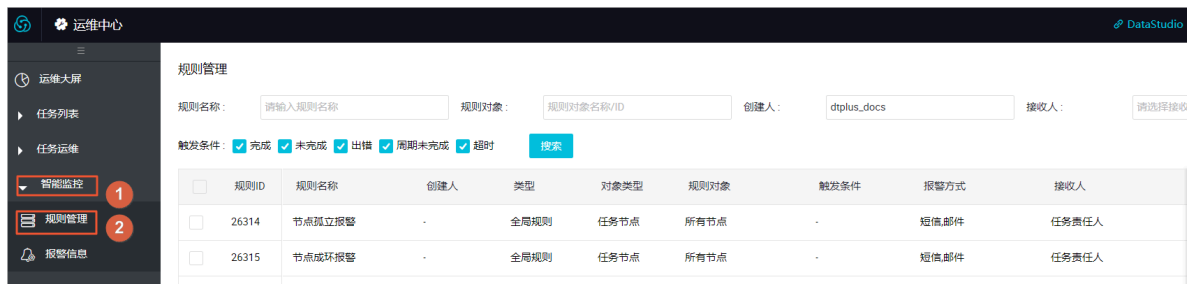 运维中心 DataStudio
运维大屏
任务列表
任务运维
智能监控 1
规则管理 2
报警信息
规则管理
规则名称： 请输入规则名称 规则对象： 规则对象名称/ID 创建人： dtplus_docs 接收人： 请选择接收
触发条件： 完成 未完成 出错 周期未完成 超时 搜索
规则ID 规则名称 创建人 类型 对象类型 规则对象 触发条件 报警方式 接收人
26314 节点孤立报警 - 全局规则 任务节点 所有节点 - 短信,邮件 任务责任人
26315 节点成环报警 - 全局规则 任务节点 所有节点 - 短信,邮件 任务责任人